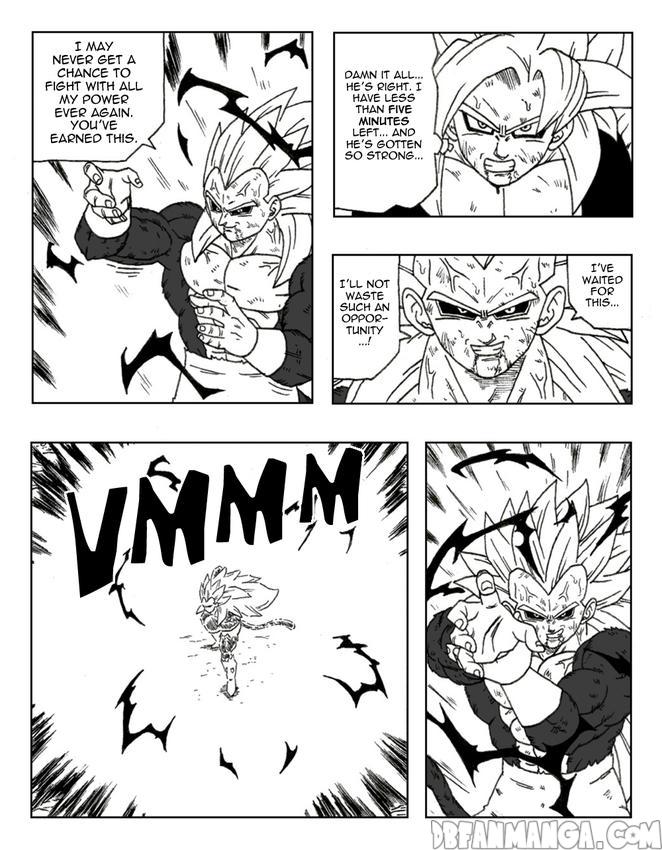 I MAY
NEVER GET A
CHANCE TO
FIGHT WITH ALL
MY POWER
EVER AGAIN.
YOU'VE
EARNED THIS.
DAMN IT ALL...
HE'S RIGHT. I
HAVE LESS
THAN FIVE
MINUTES
LEFT... AND
HE'S GOTTEN
SO STRONG...
I'VE
WAITED
FOR
THIS...
I'LL NOT
WASTE
SUCH AN
OPPOR-
TUNITY
...!
VMMM
DBFANMANGA.COM